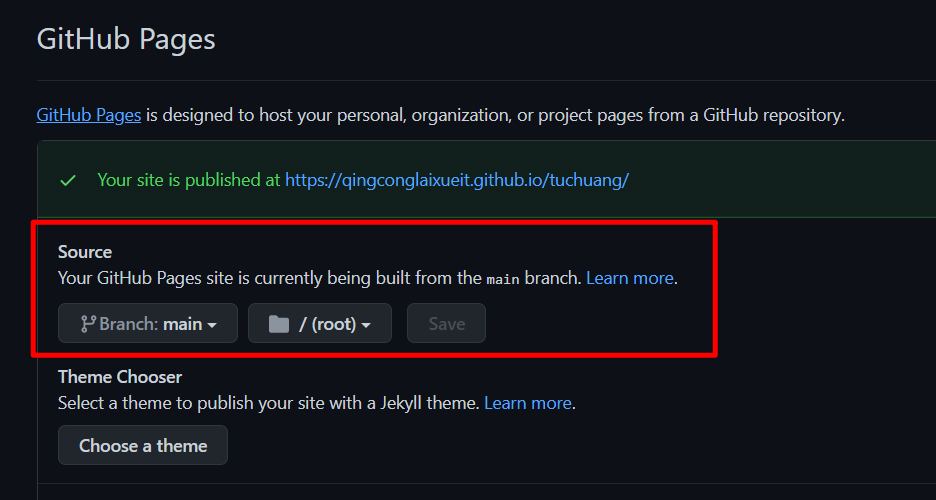 GitHub Pages
GitHub Pages is designed to host your personal, organization, or project pages from a GitHub repository.
Your site is published at https://qingconglaixueit.github.io/tuchuang/
Source
Your GitHub Pages site is currently being built from the main branch. Learn more.
Branch: main / (root) Save
Theme Chooser
Select a theme to publish your site with a Jekyll theme. Learn more.
Choose a theme